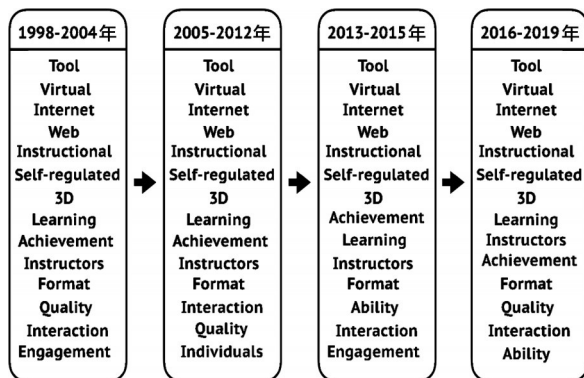 1998-2004年
Tool
Virtual
Internet
Web
Instructional
Self-regulated
3D
Learning
Achievement
Instructors
Format
Quality
Interaction
Engagement
2005-2012年
Tool
Virtual
Internet
Web
Instructional
Self-regulated
3D
Learning
Achievement
Instructors
Format
Interaction
Quality
Individuals
2013-2015年
Tool
Virtual
Internet
Web
Instructional
Self-regulated
3D
Achievement
Learning
Instructors
Format
Ability
Interaction
Engagement
2016-2019年
Tool
Virtual
Internet
Web
Instructional
Self-regulated
3D
Learning
Instructors
Achievement
Format
Quality
Interaction
Ability